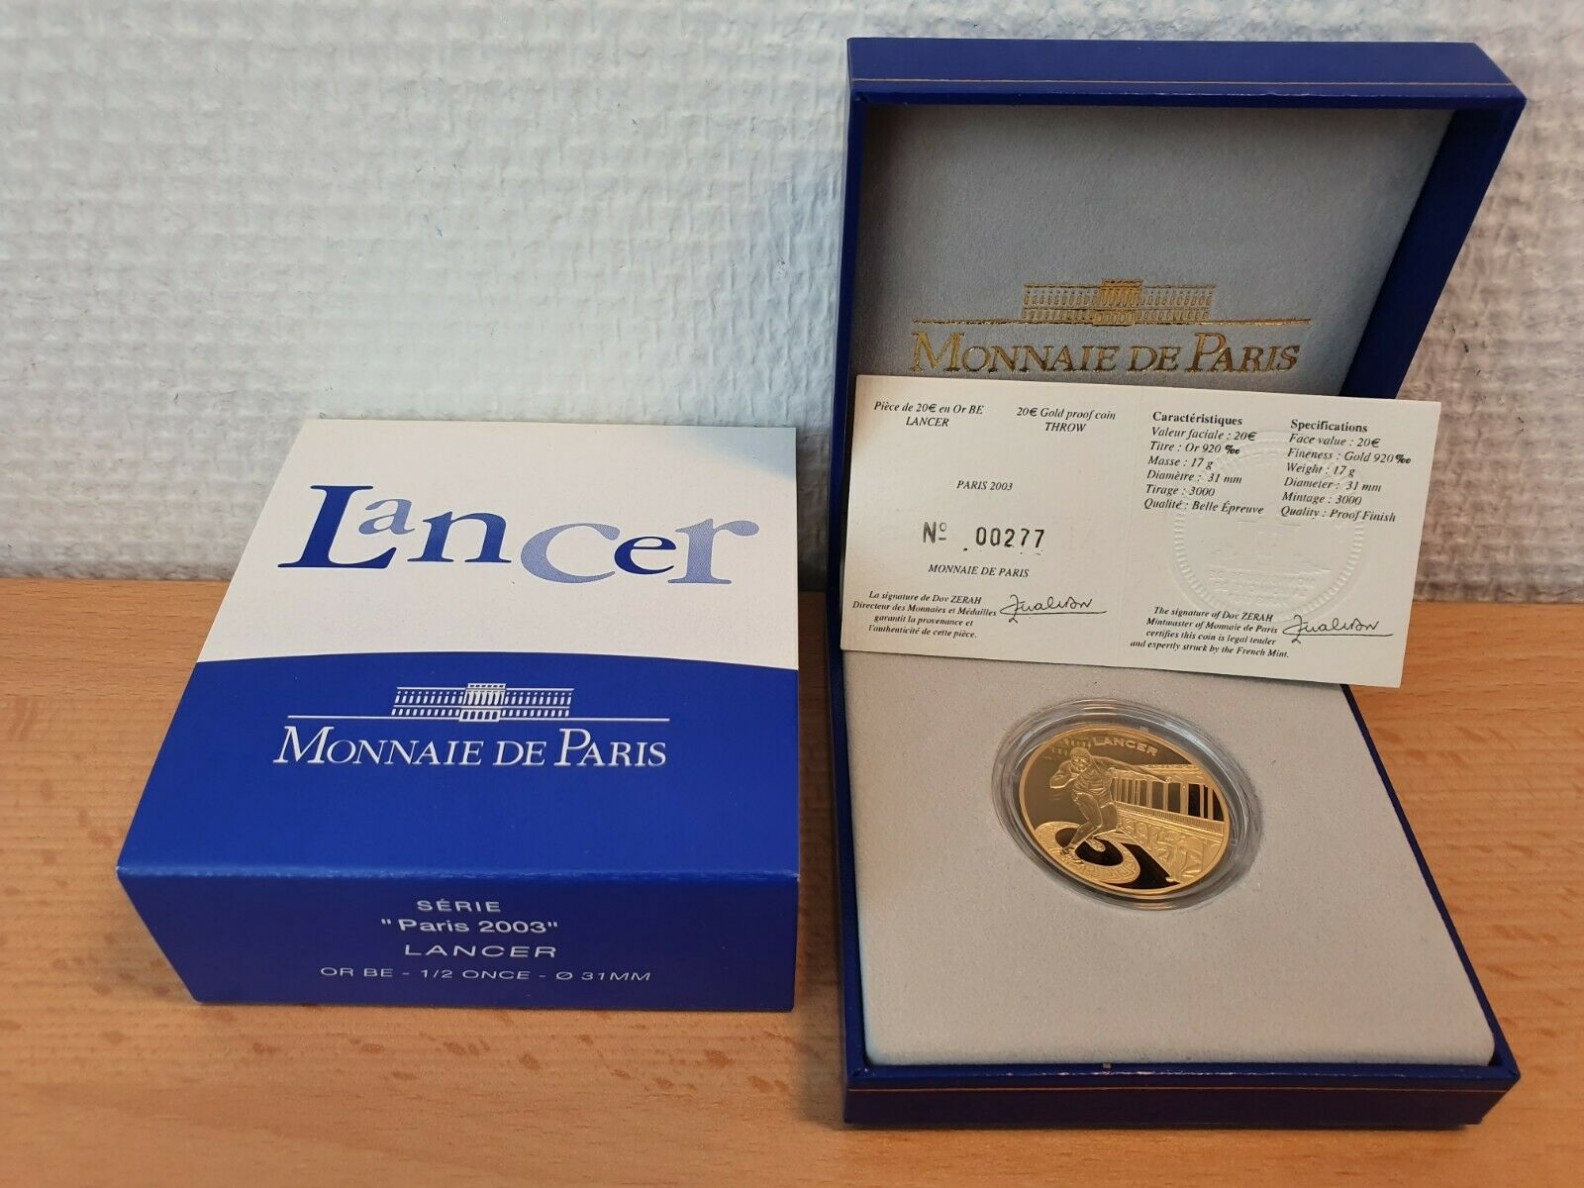 Lancer
MONNAIE DE PARIS
SÉRIE
"Paris 2003"
LANCER
OR BE - 1/2 ONCE - Ø 31MM
MONNAIE DE PARIS
Pièce de 20€ en Or BE
LANCER
20€ Gold proof coin
THROW
PARIS 2003
Nº 00277
MONNAIE DE PARIS
La signature de Dov ZERAH
Directeur des Monnaies et Médailles
garantit la provenance et
l'authenticité de cette pièce.
Caractéristiques
Valeur faciale : 20€
Titre : Or 920 ‰
Masse : 17 g
Diamètre : 31 mm
Tirage : 3000
Qualité : Belle Épreuve
Specifications
Face value : 20€
Fineness : Gold 920 ‰
Weight : 17 g
Diameter : 31 mm
Mintage : 3000
Quality : Proof Finish
The signature of Dov ZERAH
Mintmaster of Monnaie de Paris
certifies this coin is legal tender
and expertly struck by the French Mint.
LANCER